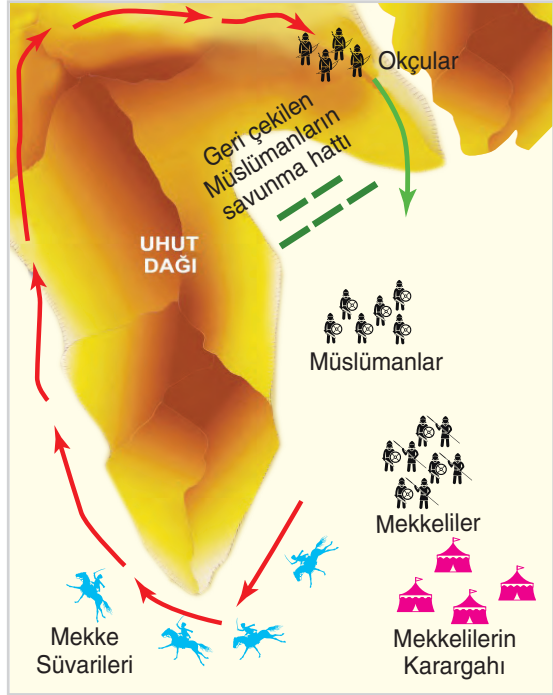 Okçular
Geri çekilen
Müslümanların
savunma hattı
UHUT
DAĞI
Müslümanlar
Mekkeliler
Mekke
Süvarileri
Mekkelilerin
Karargahı